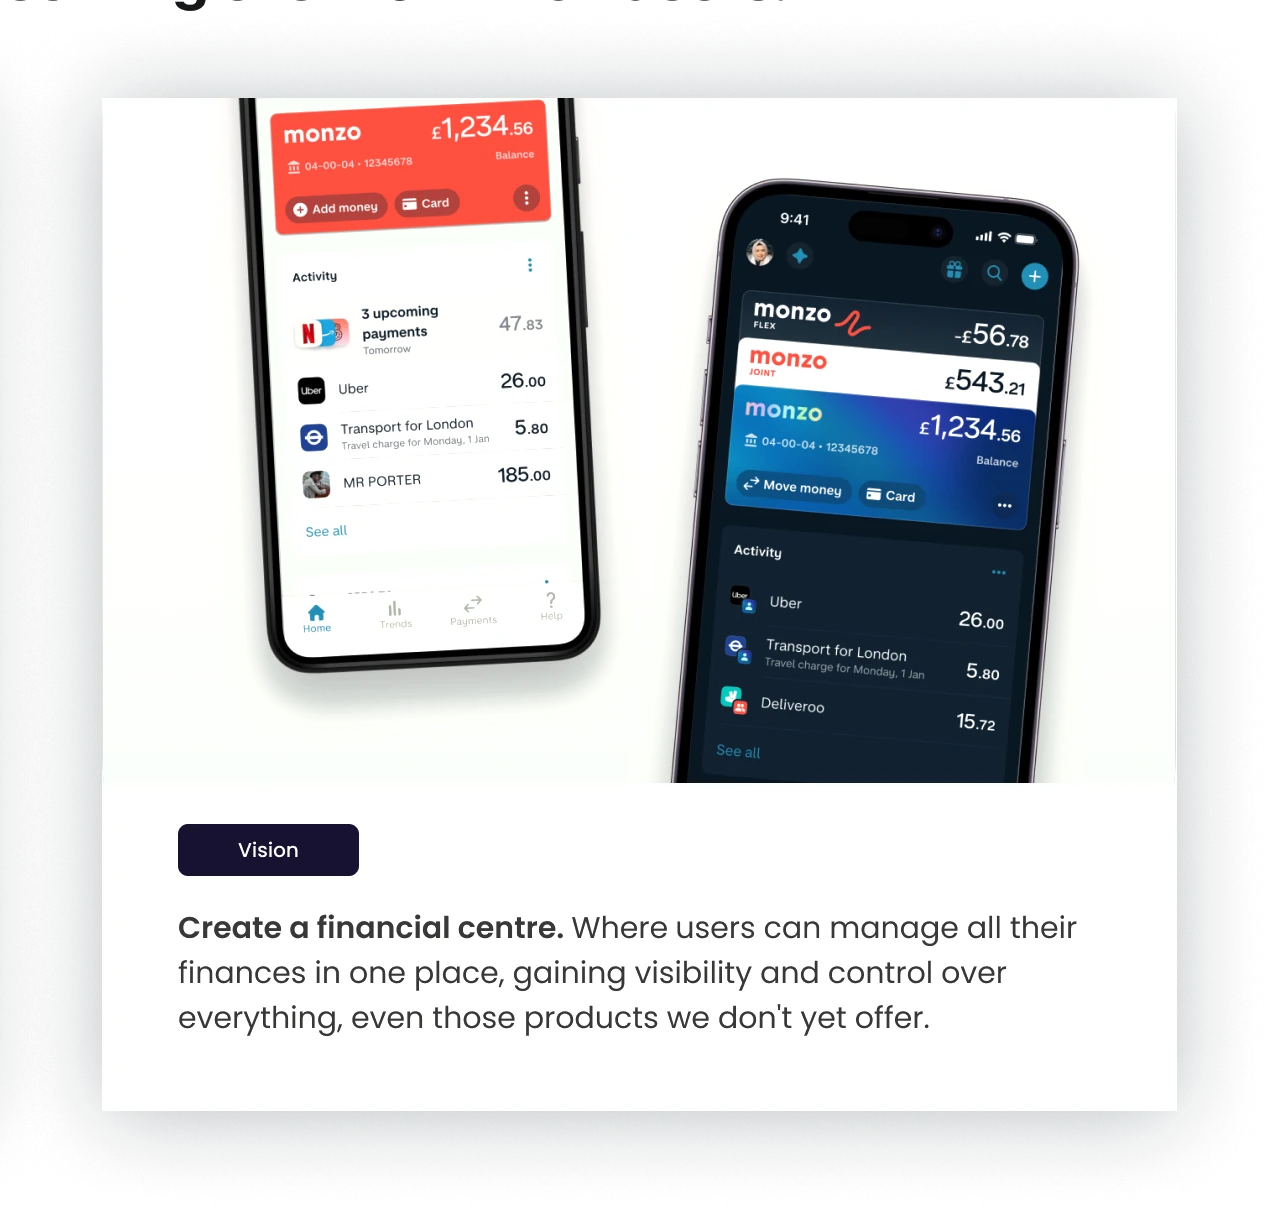 monzo
£1,234.56
04-00-04 • 12345678
Balance
Add money
Card
Activity
3 upcoming
payments
47.83
Tomorrow
Uber
Uber
26.00
Transport for London
5.80
Travel charge for Monday, 1 Jan
MR PORTER
185.00
See all
Home
Trends
Payments
Help
9:41
monzo
FLEX
-£56.78
monzo
JOINT
£543.21
monzo
£1,234.56
04-00-04 • 12345678
Balance
Move money
Card
Activity
Uber
Uber
26.00
Transport for London
Travel charge for Monday, 1 Jan
5.80
Deliveroo
15.72
See all
Vision
Create a financial centre. Where users can manage all their
finances in one place, gaining visibility and control over
everything, even those products we don't yet offer.